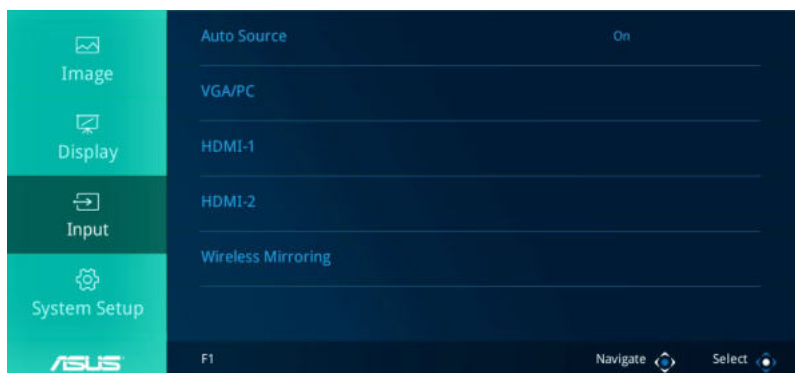 Image
Display
Input
System Setup
ASUS
Auto Source On
VGA/PC
HDMI-1
HDMI-2
Wireless Mirroring
F1 Navigate Select